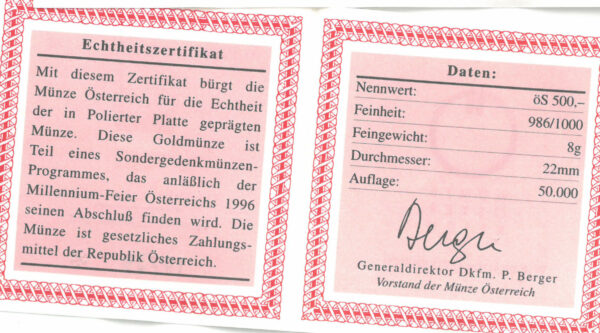 Echtheitszertifikat
Mit diesem Zertifikat bürgt die
Münze Österreich für die Echtheit
der in Polierter Platte geprägten
Münze. Diese Goldmünze ist
Teil eines Sondergedenkmünzen-
Programmes, das anläßlich der
Millennium-Feier Österreichs 1996
seinen Abschluß finden wird. Die
Münze ist gesetzliches Zahlungs-
mittel der Republik Österreich.
Daten:
Nennwert: öS 500,–
Feinheit: 986/1000
Feingewicht: 8g
Durchmesser: 22mm
Auflage: 50.000
Berger
Generaldirektor Dkfm. P. Berger
Vorstand der Münze Österreich